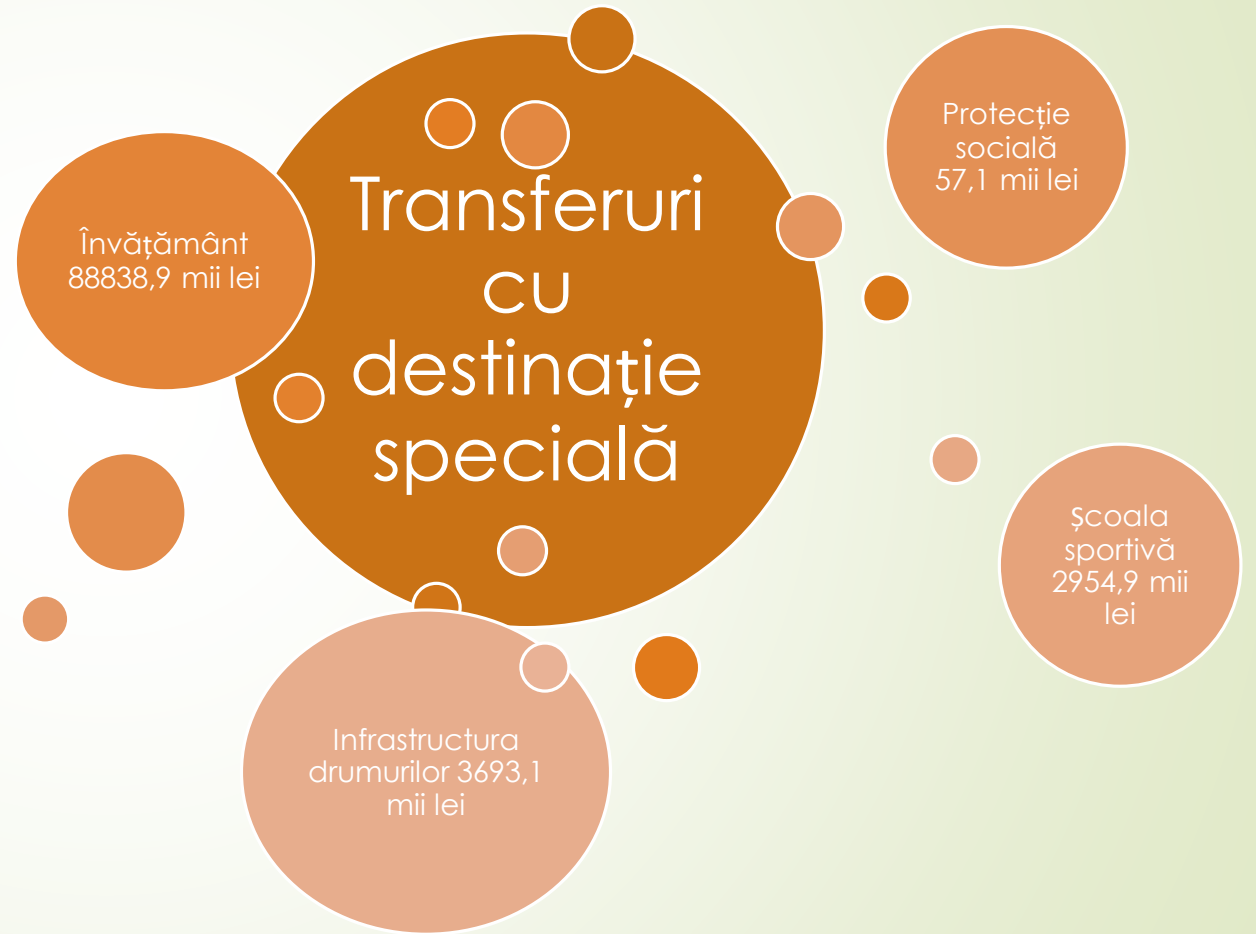 Transferuri
cu
destinație
specială
Învățământ
88838,9 mii lei
Protecție
socială
57,1 mii lei
Școala
sportivă
2954,9 mii
lei
Infrastructura
drumurilor 3693,1
mii lei